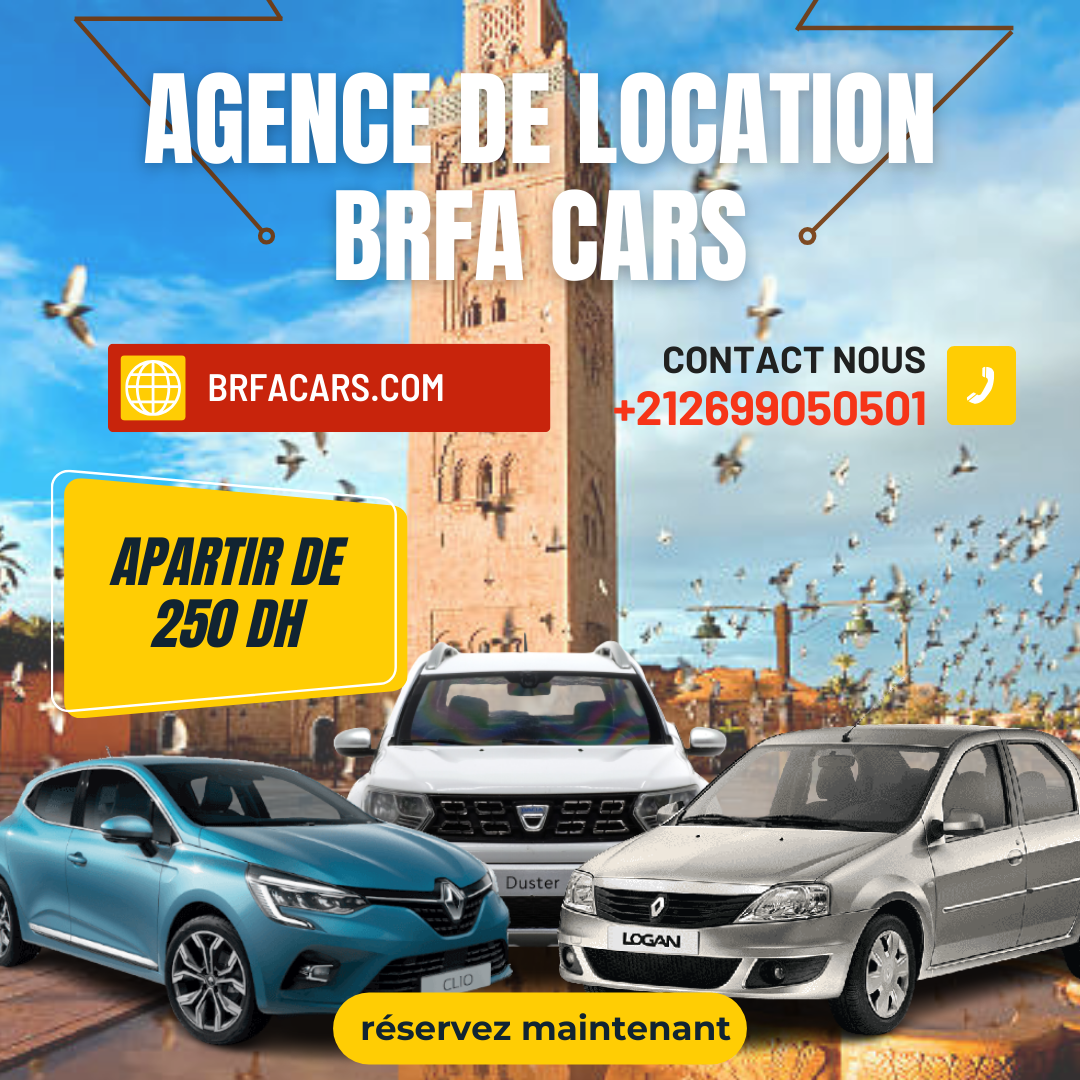 AGENCE DE LOCATION
BRFA CARS
BRFACARS.COM
CONTACT NOUS
+212699050501
APARTIR DE
250 DH
Duster
LOGAN
CLIO
réservez maintenant